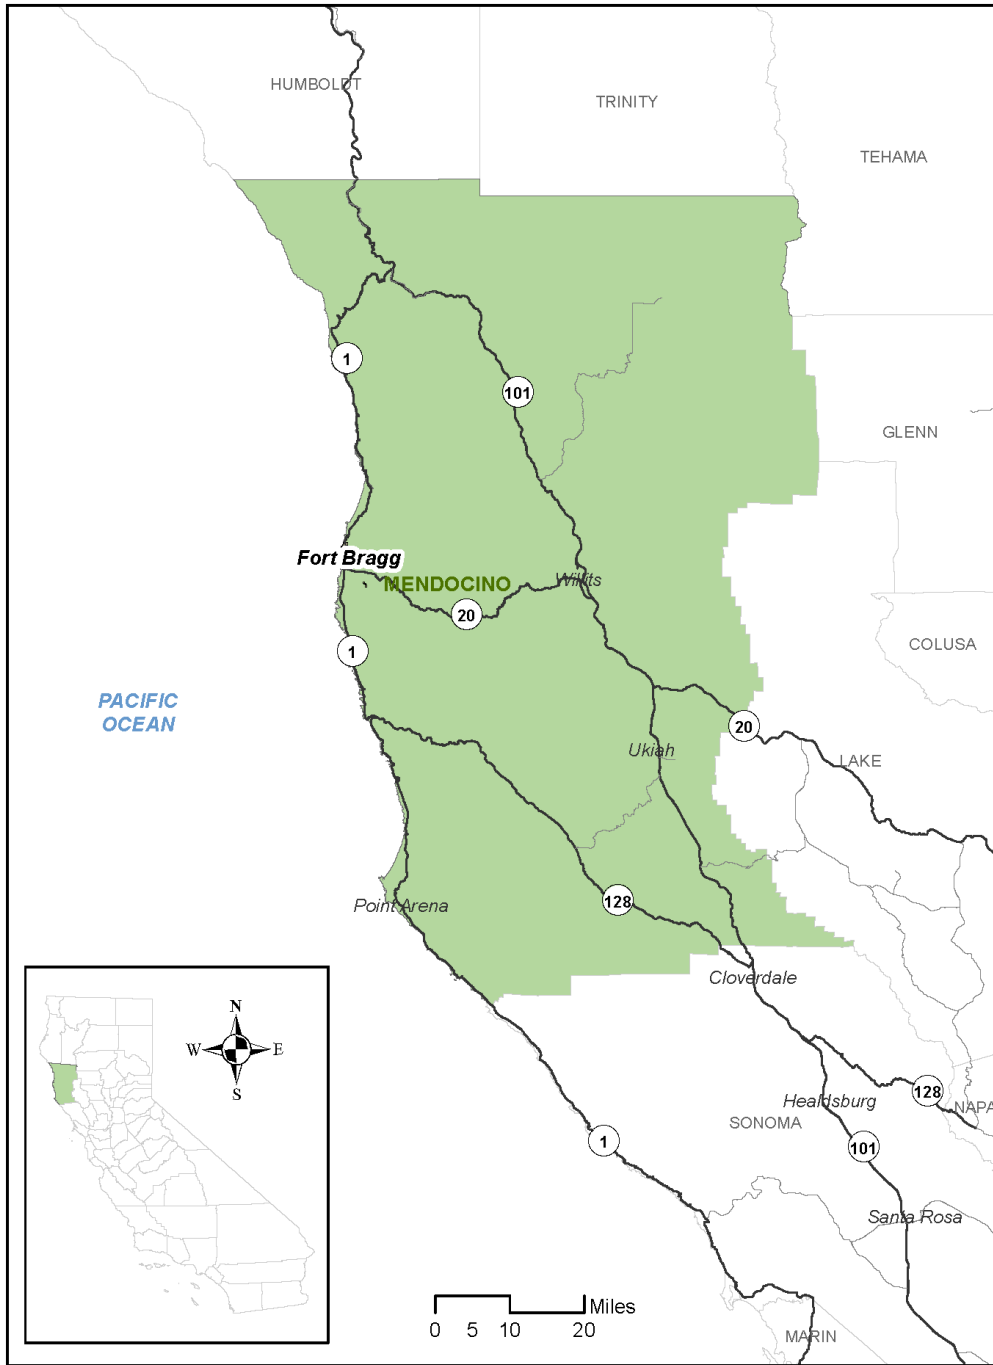 HUMBOLDT
TRINITY
TEHAMA
1
101
GLENN
Fort Bragg
MENDOCINO
Willits
20
1
COLUSA
PACIFIC
OCEAN
20
Ukiah
LAKE
128
Point Arena
Cloverdale
N
W E
S
128
Healdsburg
NAPA
SONOMA
1
101
Santa Rosa
Miles
0 5 10 20
MARIN